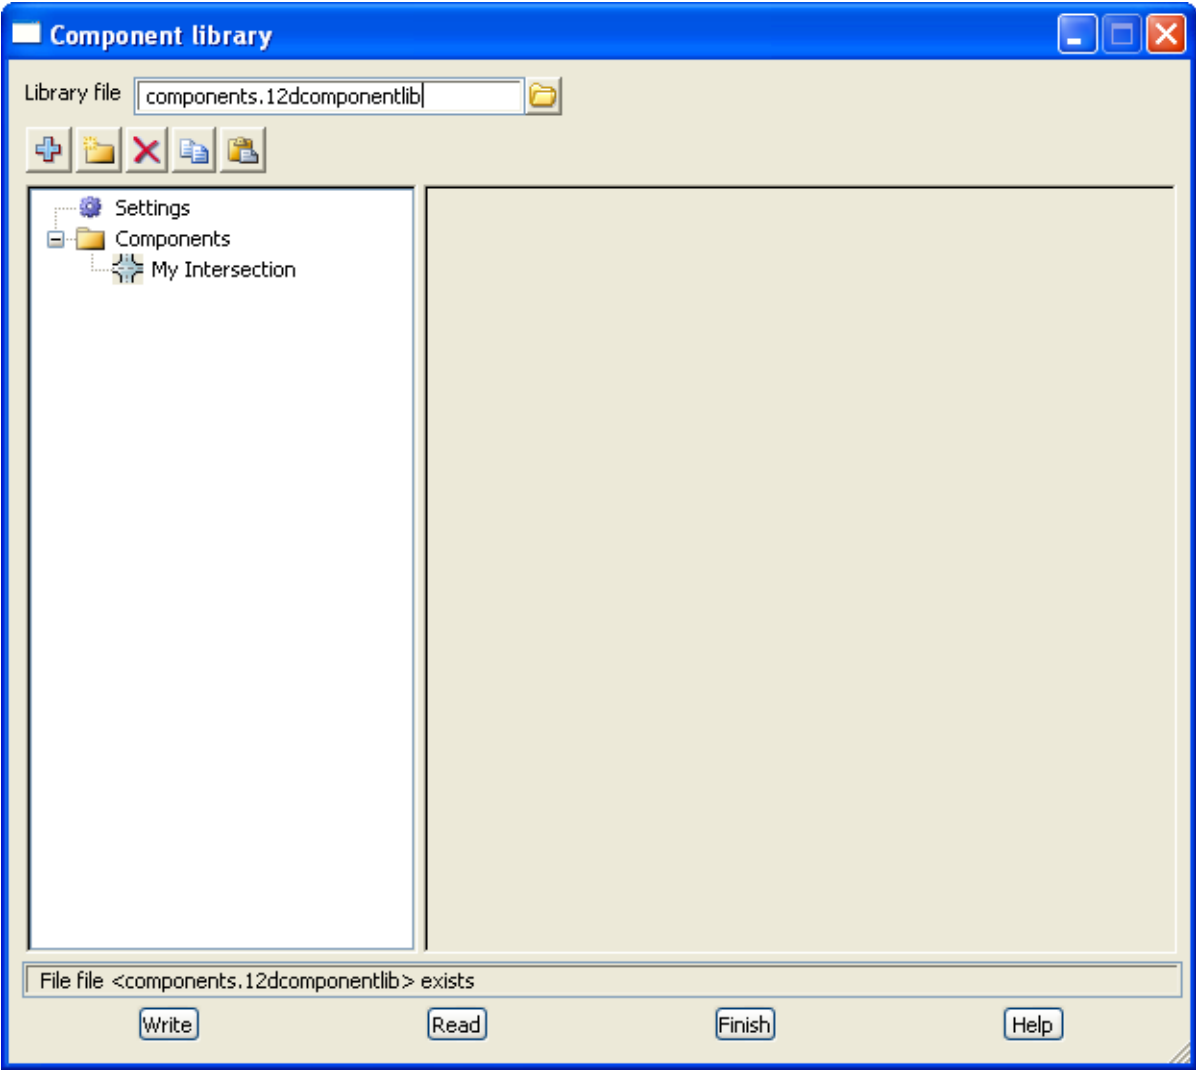 Component library
Library file components.12dcomponentlib
Settings
Components
My Intersection
File file <components.12dcomponentlib> exists
Write Read Finish Help